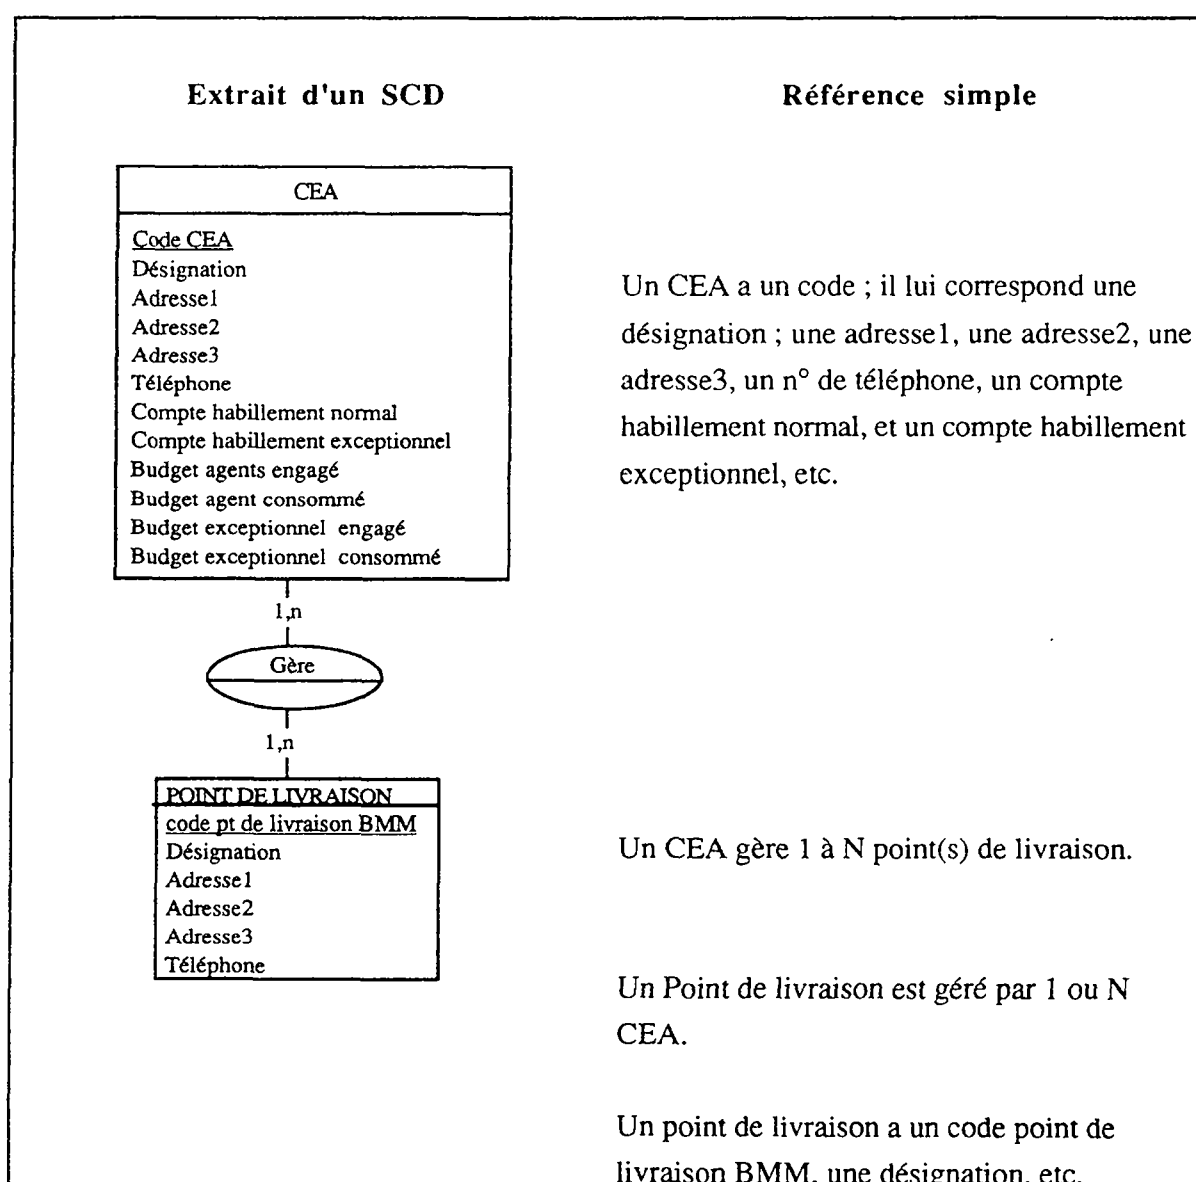 Extrait d'un SCD
Référence simple
CEA
Code CEA
Désignation
Adresse1
Adresse2
Adresse3
Téléphone
Compte habillement normal
Compte habillement exceptionnel
Budget agents engagé
Budget agent consommé
Budget exceptionnel engagé
Budget exceptionnel consommé
1,n
Gère
1,n
POINT DE LIVRAISON
code pt de livraison BMM
Désignation
Adresse1
Adresse2
Adresse3
Téléphone
Un CEA a un code ; il lui correspond une
désignation ; une adresse1, une adresse2, une
adresse3, un n° de téléphone, un compte
habillement normal, et un compte habillement
exceptionnel, etc.
Un CEA gère 1 à N point(s) de livraison.
Un Point de livraison est géré par 1 ou N
CEA.
Un point de livraison a un code point de
livraison BMM, une désignation, etc.